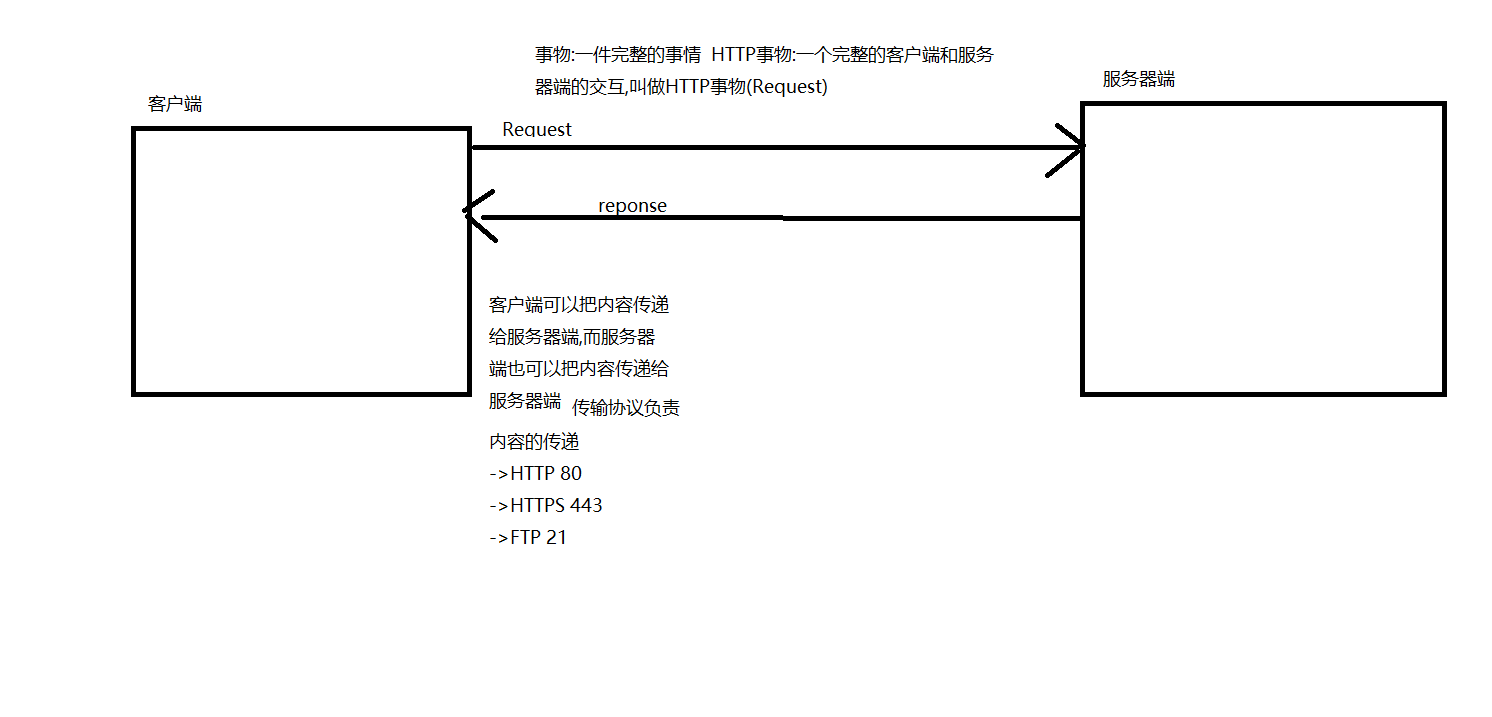 事物:一件完整的事情 HTTP事物:一个完整的客户端和服务
器端的交互,叫做HTTP事物(Request)
服务器端
客户端
Request
reponse
客户端可以把内容传递
给服务器端,而服务器
端也可以把内容传递给
服务器端 传输协议负责
内容的传递
->HTTP 80
->HTTPS 443
->FTP 21